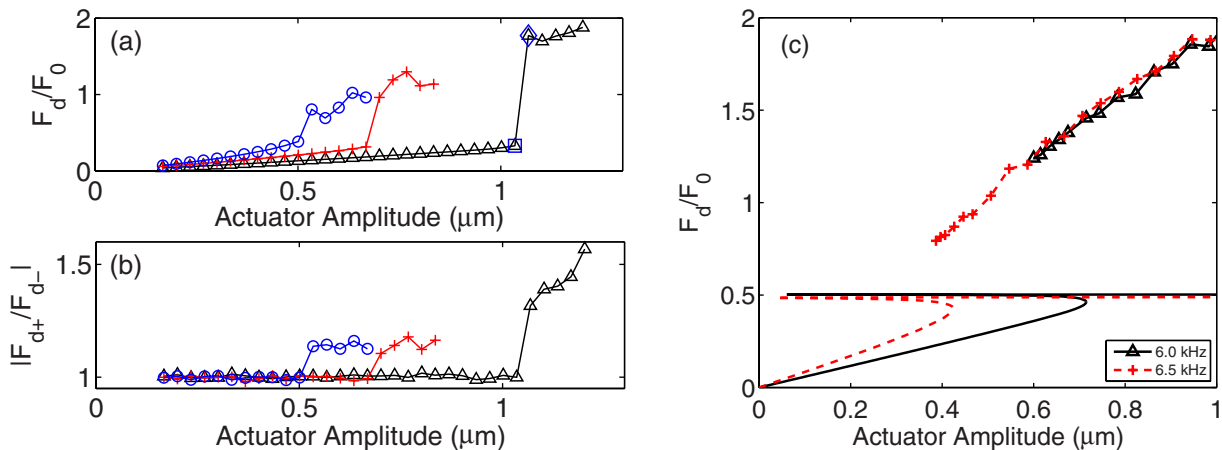 (a)
F_d/F_0
2
1
0
0
0.5
1
Actuator Amplitude (μm)
(b)
|F_{d+}/F_{d-}|
1.5
1
0
0.5
1
Actuator Amplitude (μm)
(c)
F_d/F_0
2
1.5
1
0.5
0
0
0.2
0.4
0.6
0.8
1
6.0 kHz
6.5 kHz
Actuator Amplitude (μm)